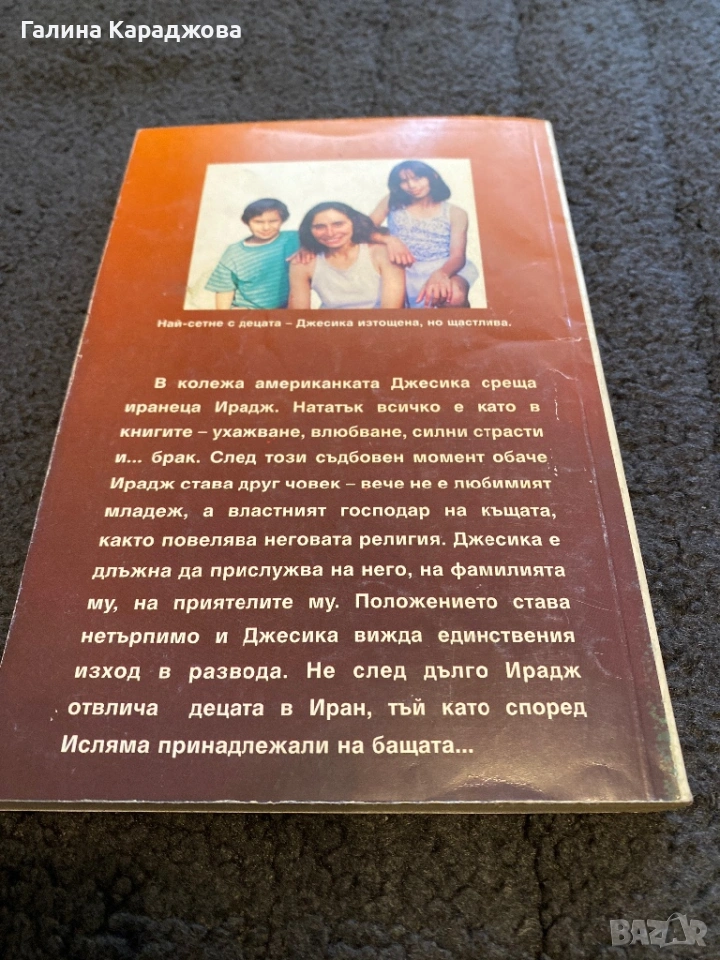 Галина Караджова
Най-сетне с децата – Джесика изтощена, но щастлива.
В колежа американката Джесика среща
иранеца Ирадж. Нататък всичко е като в
книгите – ухажване, влюбване, силни страсти
и... брак. След този съдбовен момент обаче
Ирадж става друг човек – вече не е любимият
младеж, а властният господар на къщата,
както повелява неговата религия. Джесика е
длъжна да прислужва на него, на фамилията
му, на приятелите му. Положението става
нетърпимо и Джесика вижда единствения
изход в развода. Не след дълго Ирадж
отвлича децата в Иран, тъй като според
Исляма принадлежали на бащата...
BAZAR